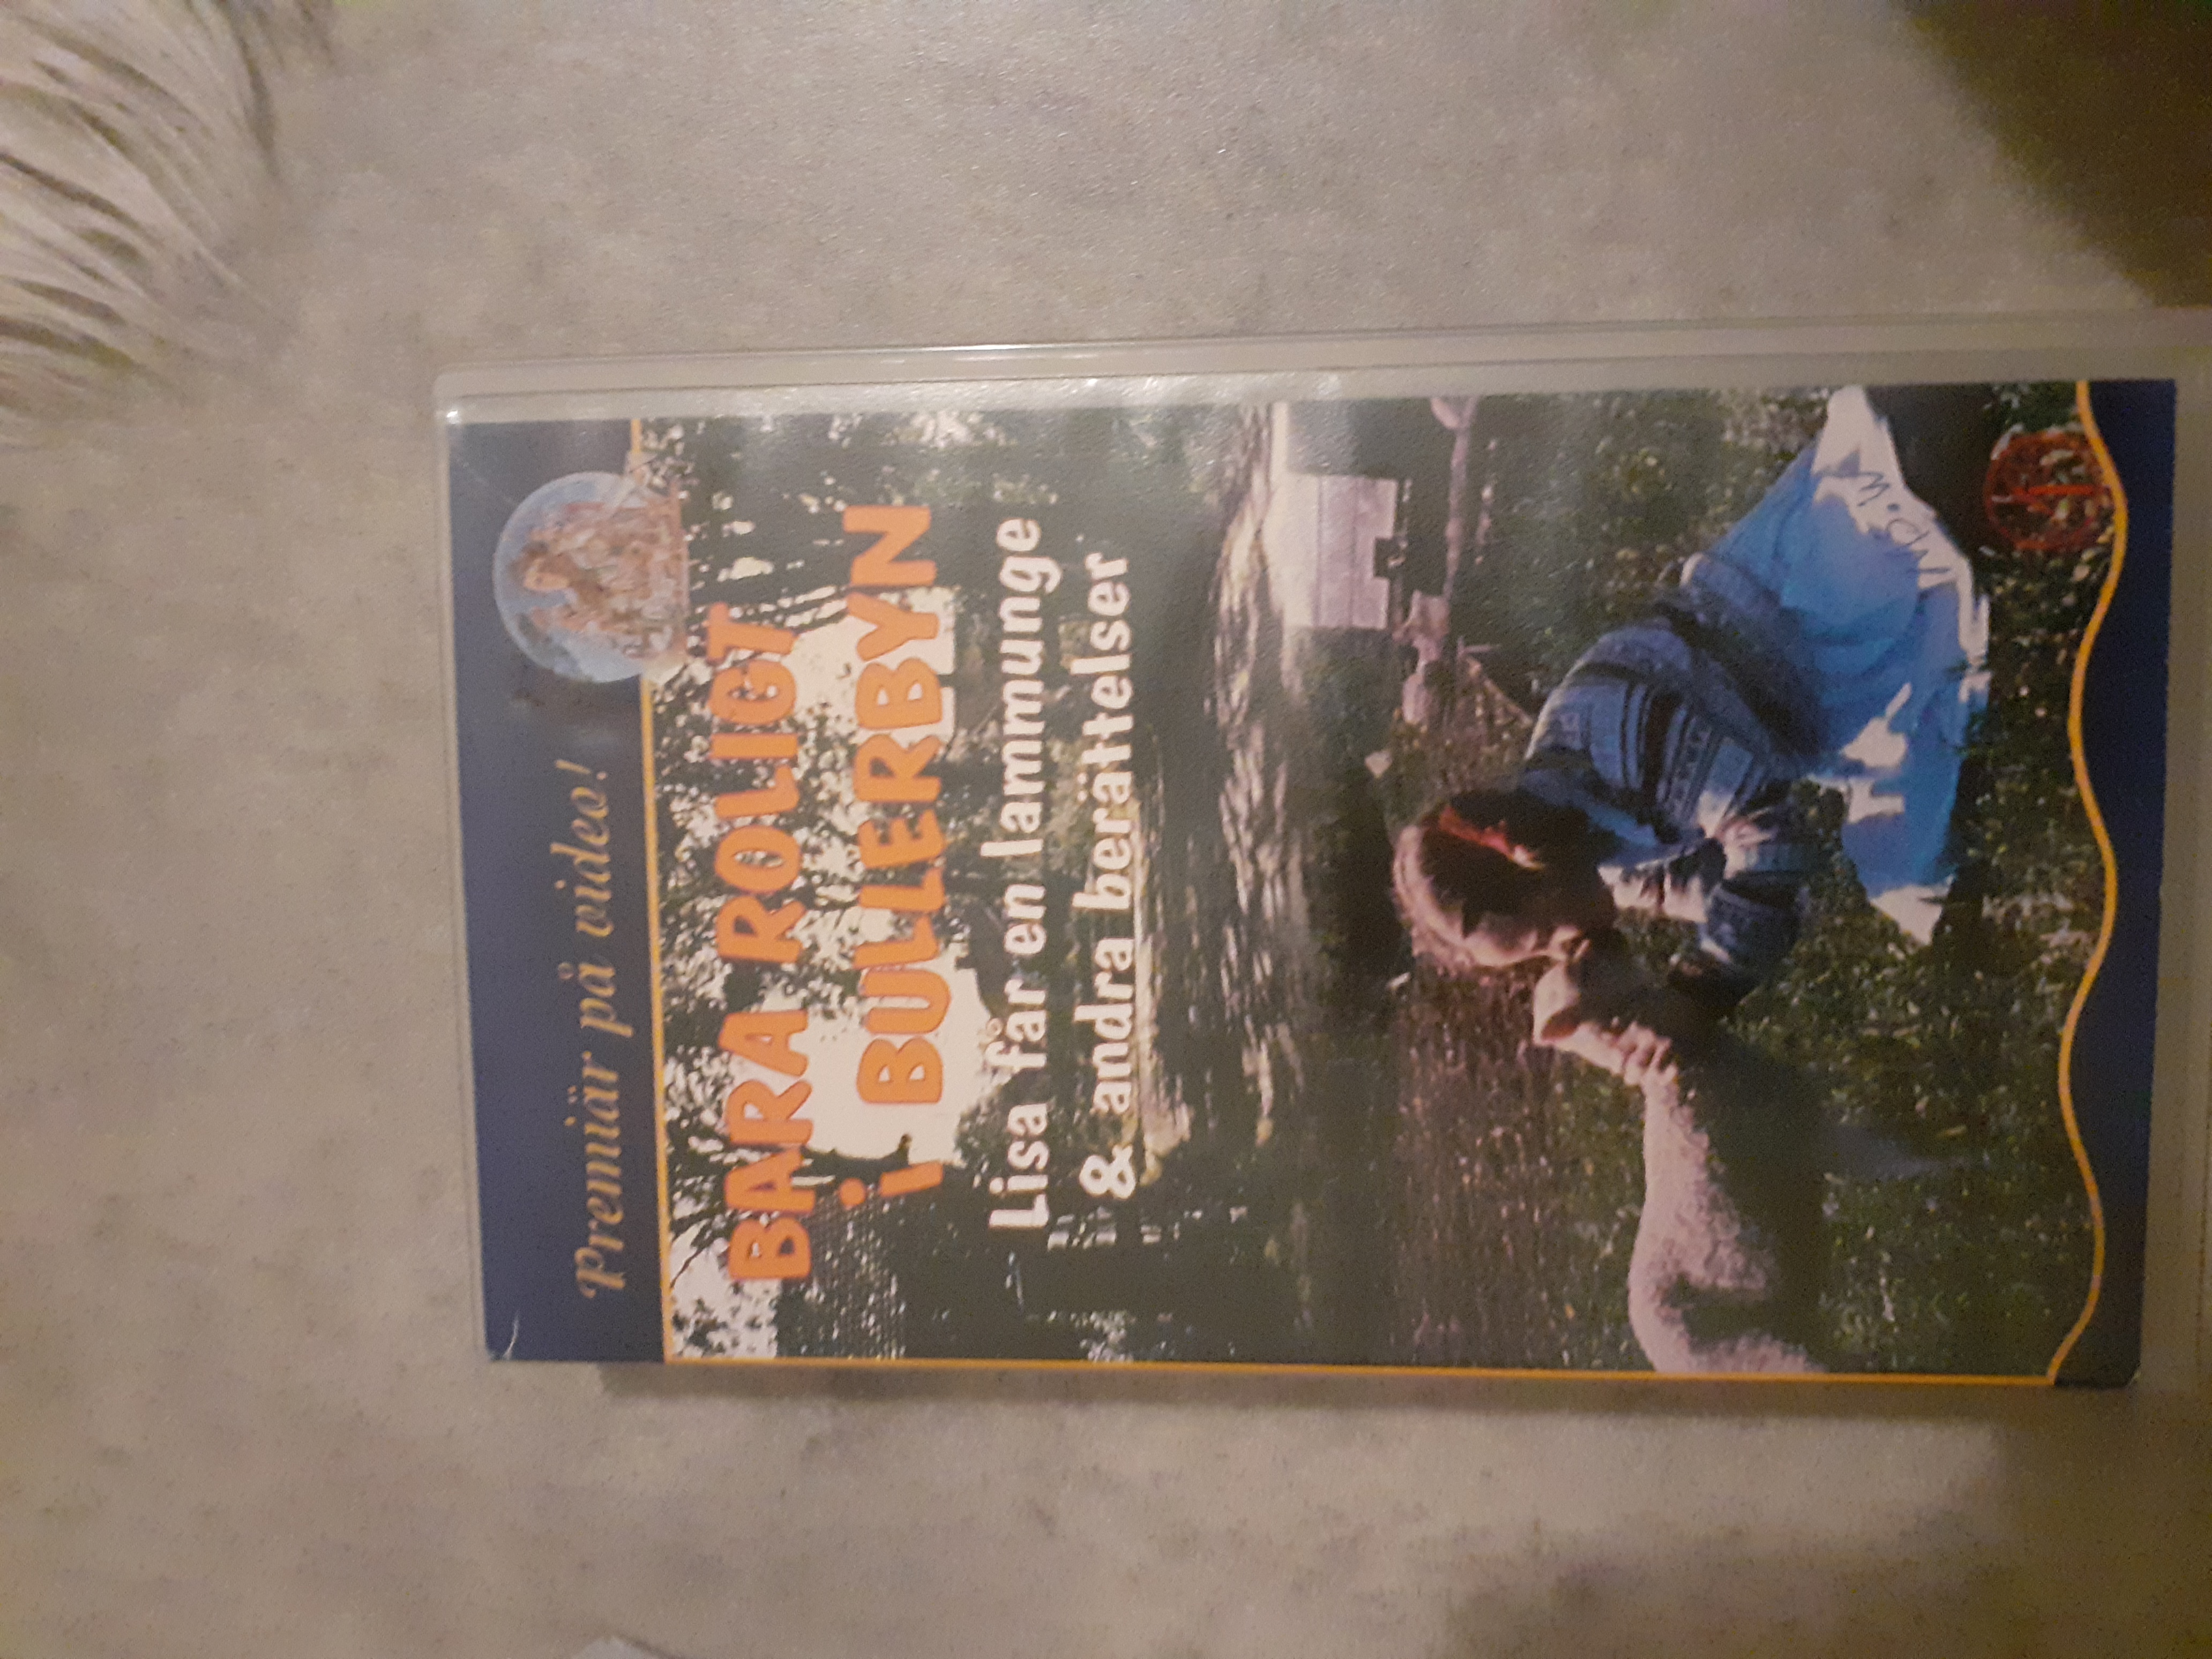 Premiär på video!
BARA ROLIGT
i BULLERBYN
Lisa får en lammunge
& andra berättelser